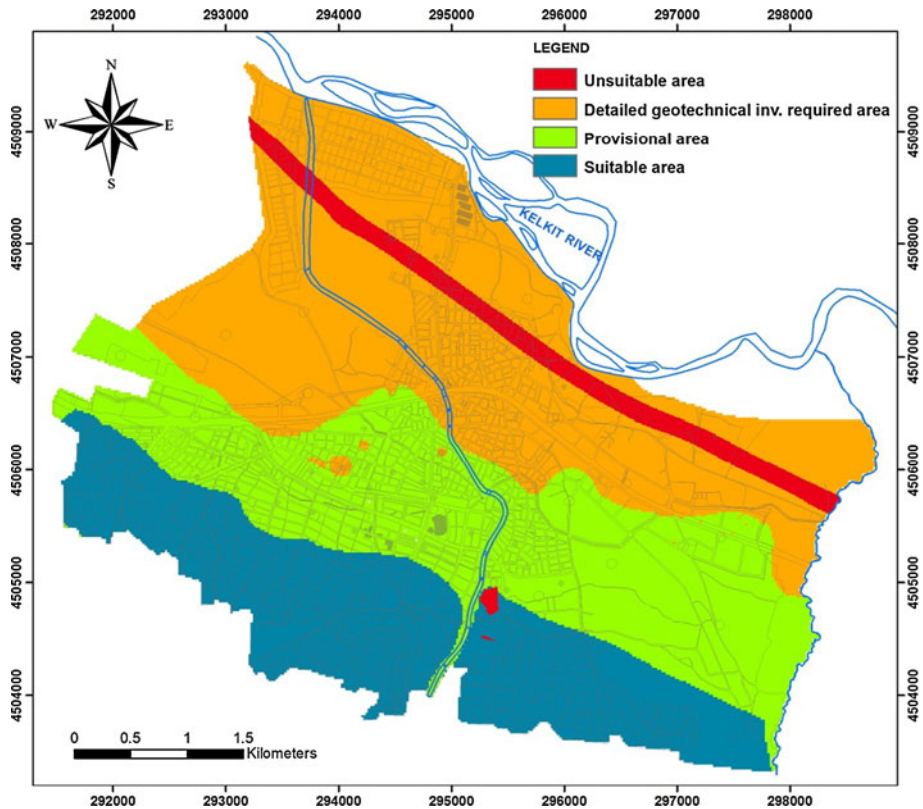 292000 293000 294000 295000 296000 297000 298000
LEGEND
Unsuitable area
Detailed geotechnical inv. required area
Provisional area
Suitable area
N
W E
S
KELKIT RIVER
4509000 4509000
4508000 4508000
4507000 4507000
4506000 4506000
4505000 4505000
4504000 4504000
0 0.5 1 1.5
Kilometers
292000 293000 294000 295000 296000 297000 298000